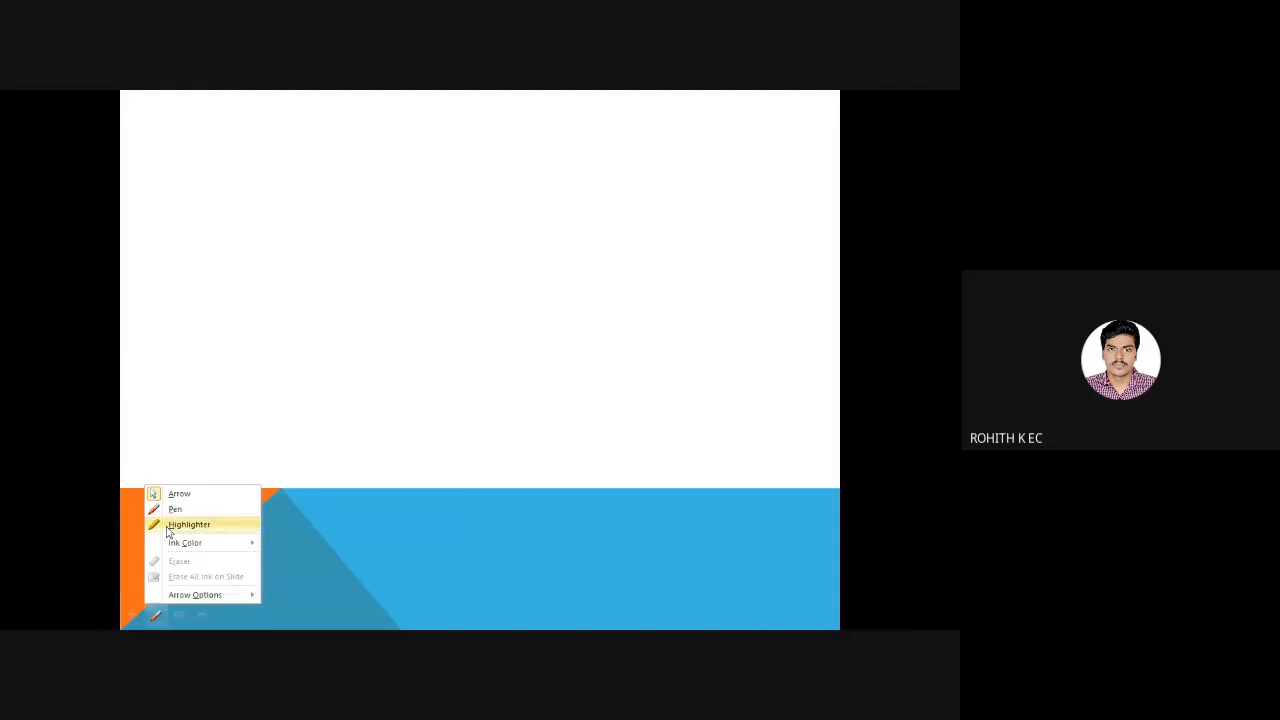 Arrow
Pen
Highlighter
Ink Color
Eraser
Erase All Ink on Slide
Arrow Options
ROHITH K EC